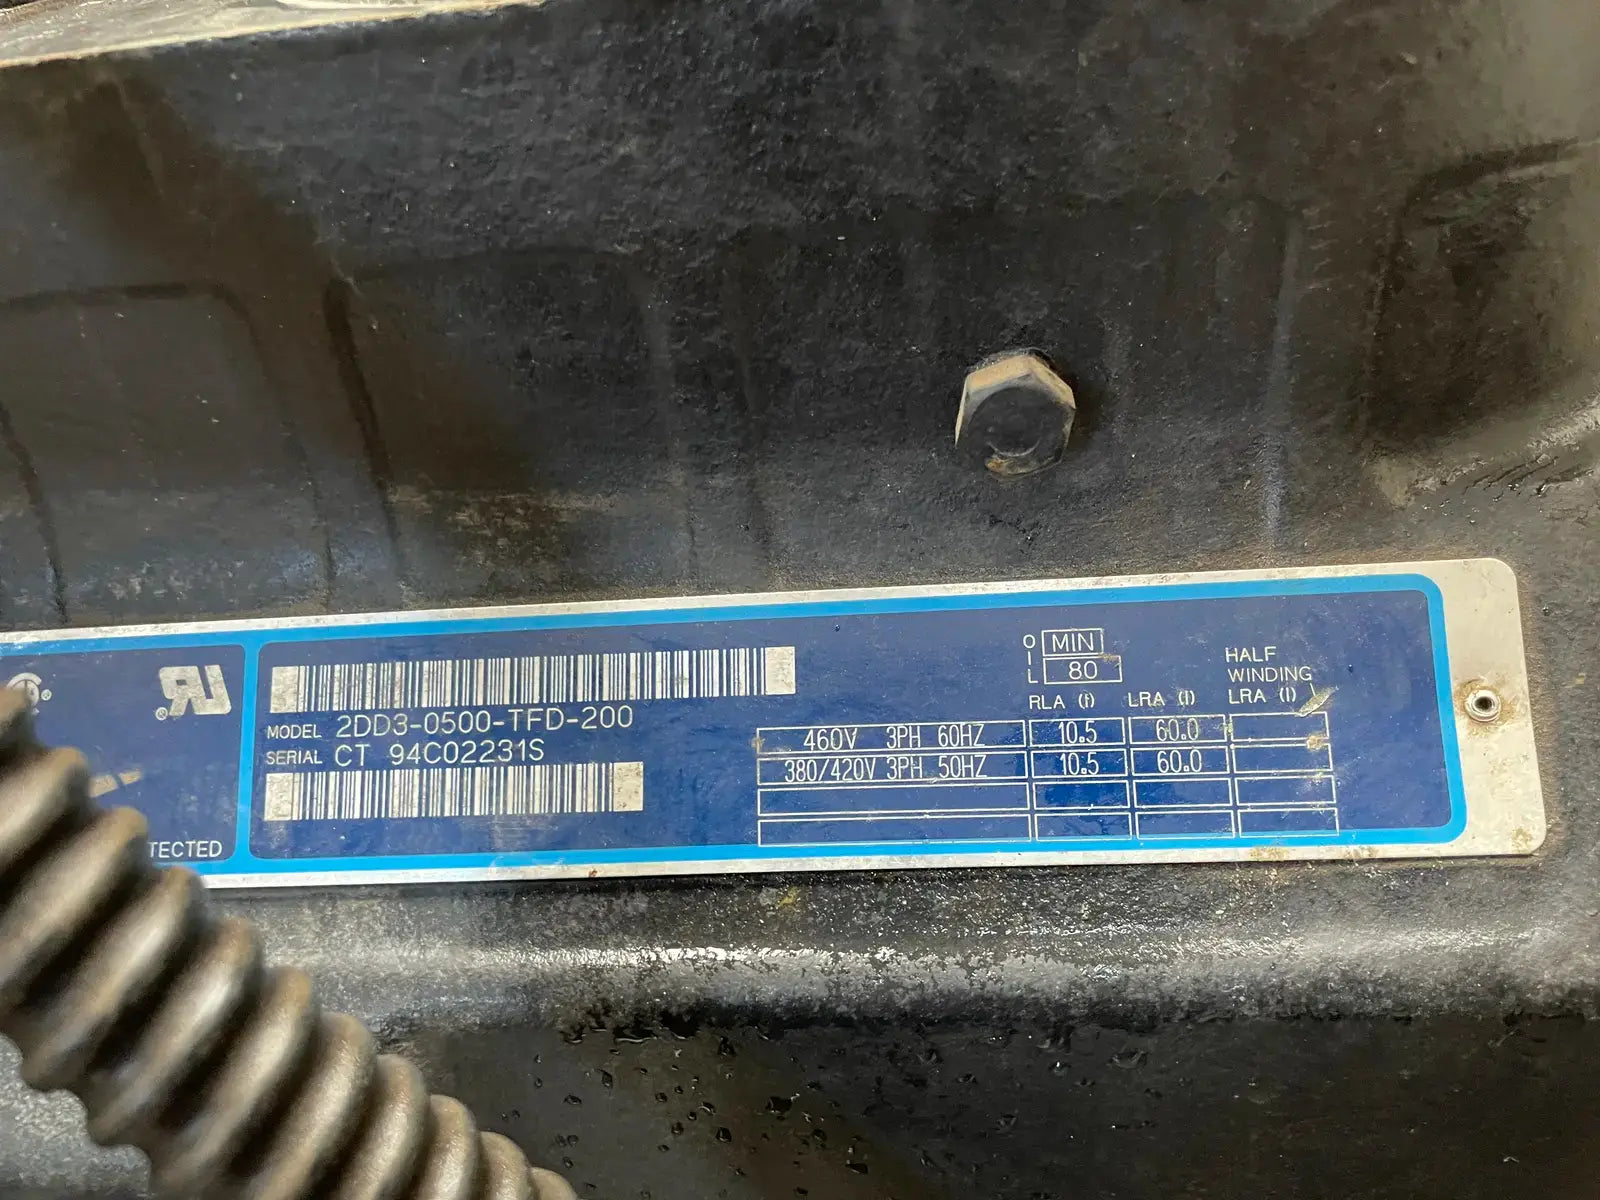 MODEL 2DD3-0500-TFD-200
SERIAL CT 94C02231S
TECTED
OIL
MIN
80
RLA (A) LRA (A)
HALF
WINDING
LRA (A)
460V 3PH 60HZ 10.5 60.0
380/420V 3PH 50HZ 10.5 60.0